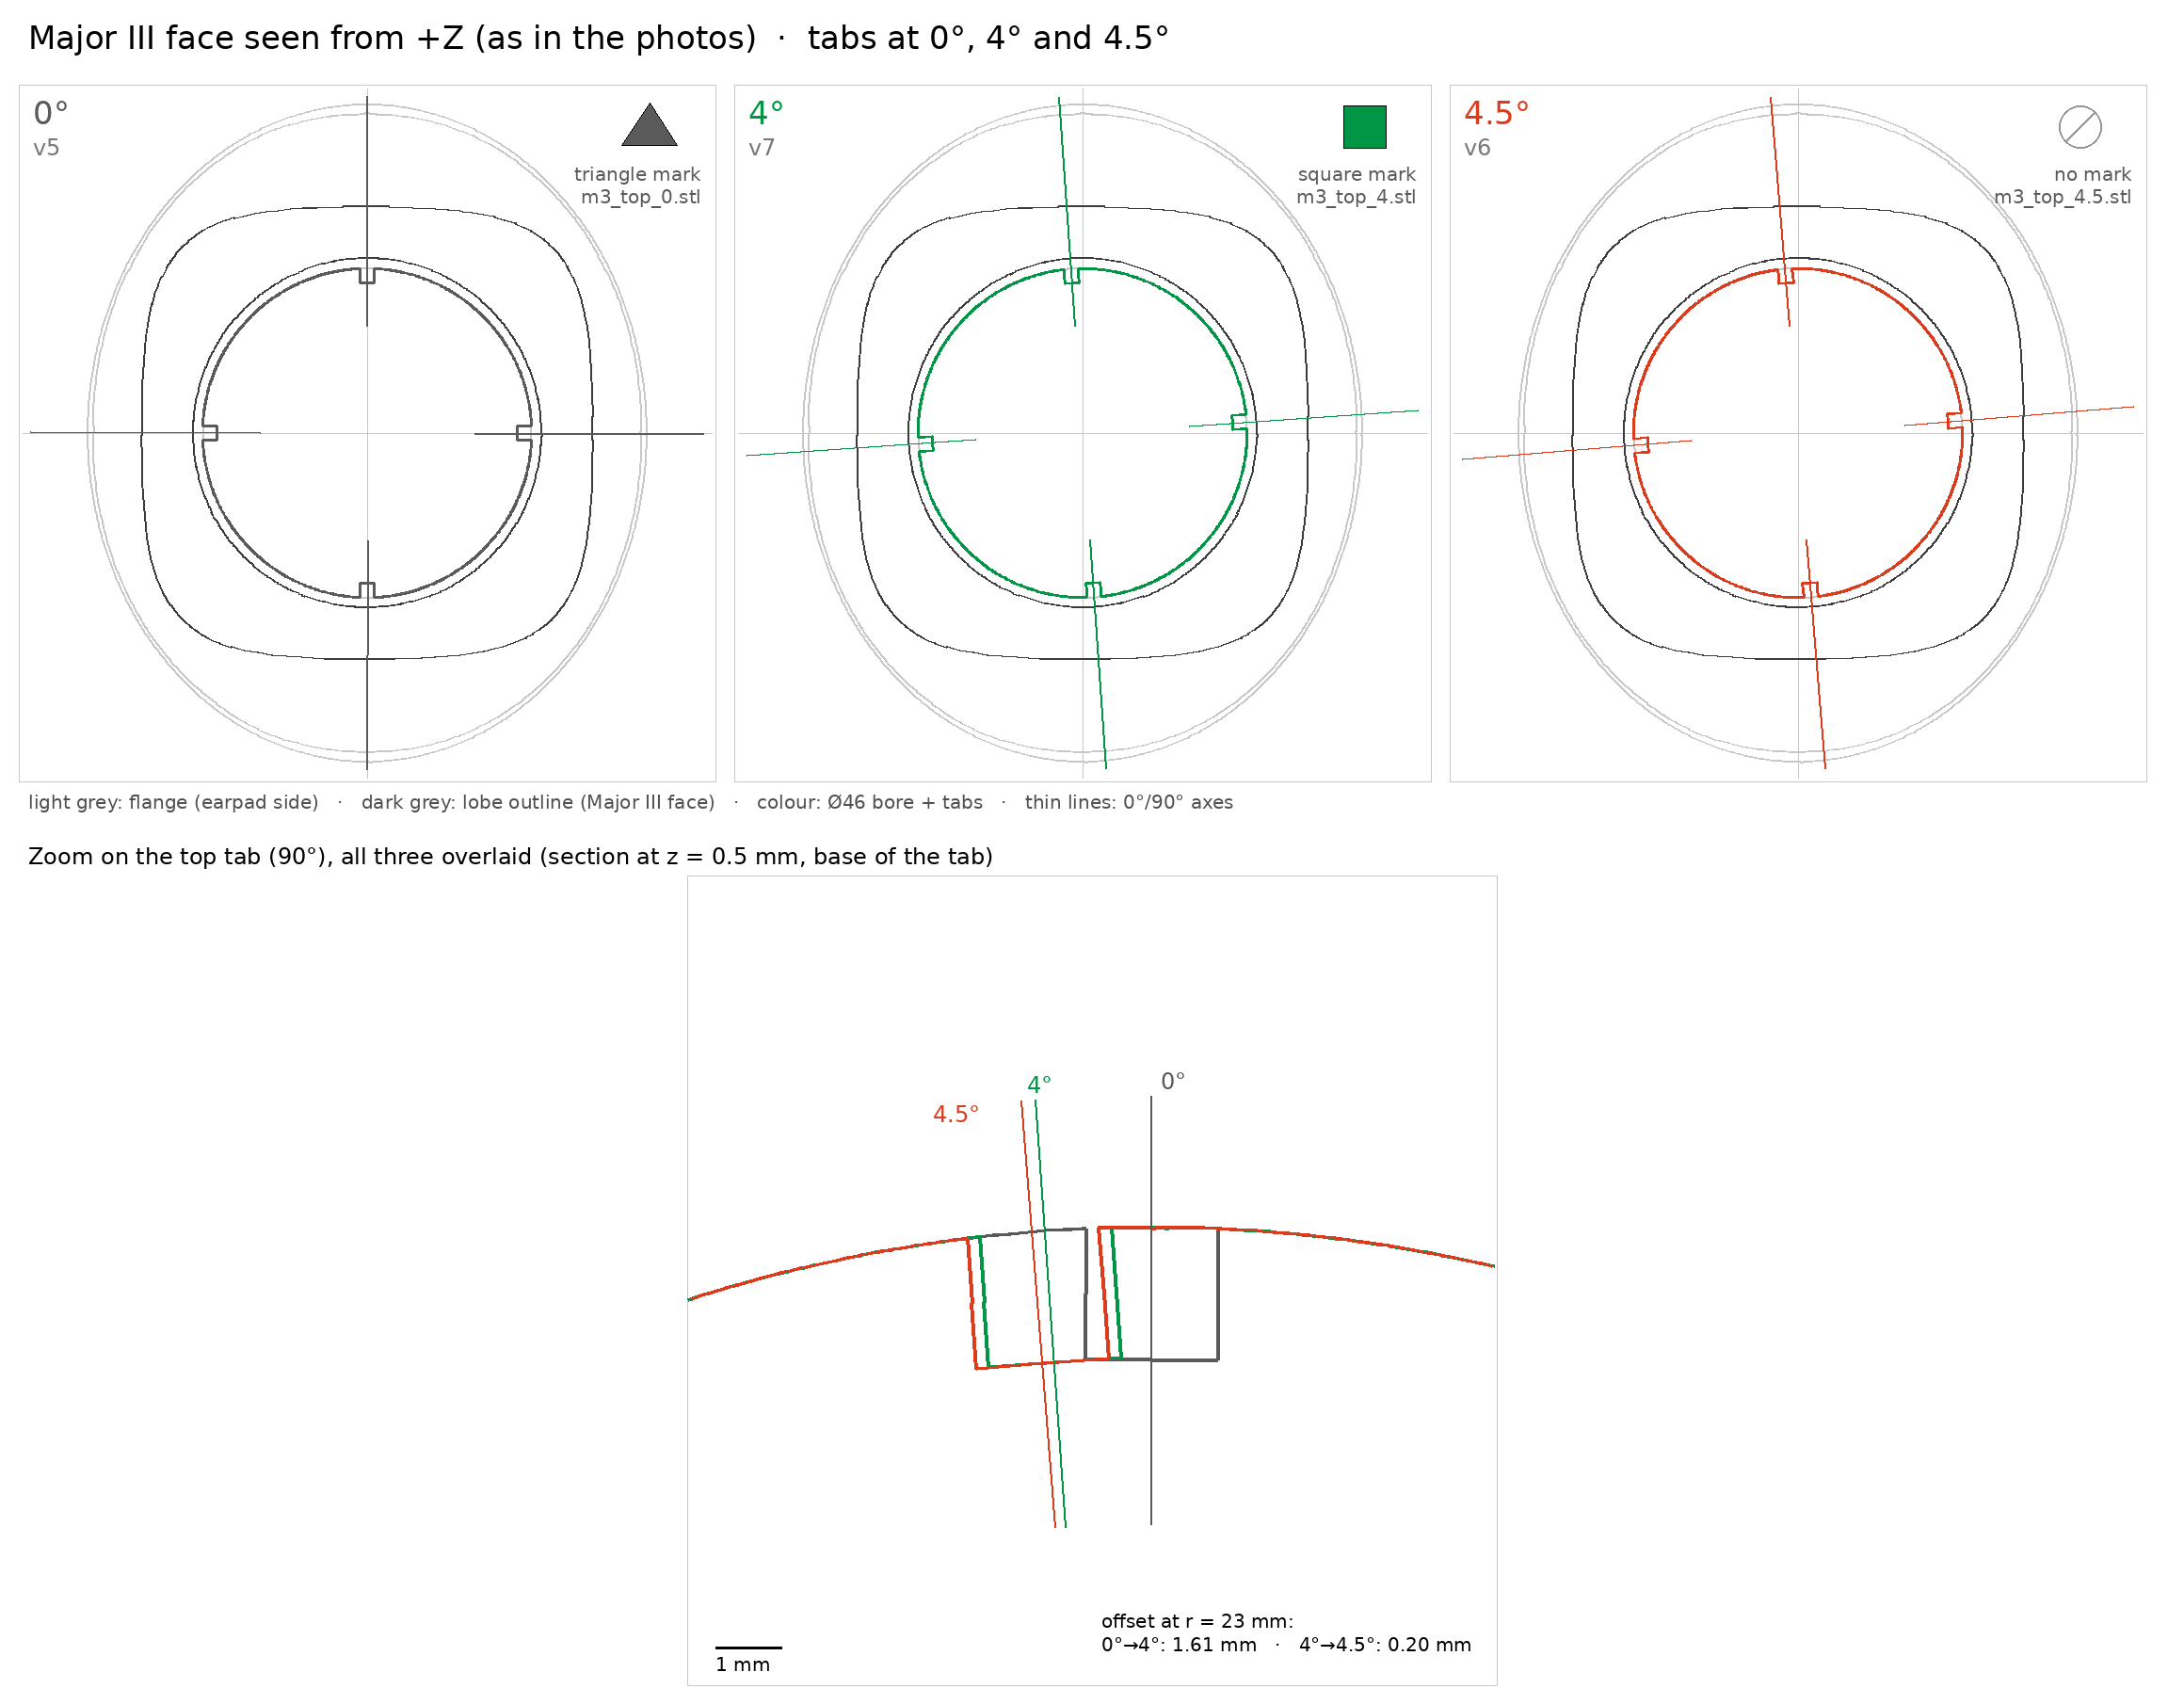 Major III face seen from +Z (as in the photos)  ·  tabs at 0°, 4° and 4.5°
0°
v5
triangle mark
m3_top_0.stl
4°
v7
square mark
m3_top_4.stl
4.5°
v6
no mark
m3_top_4.5.stl
light grey: flange (earpad side)  ·  dark grey: lobe outline (Major III face)  ·  colour: Ø46 bore + tabs  ·  thin lines: 0°/90° axes
Zoom on the top tab (90°), all three overlaid (section at z = 0.5 mm, base of the tab)
4.5°
4°
0°
offset at r = 23 mm:
0°→4°: 1.61 mm  ·  4°→4.5°: 0.20 mm
1 mm